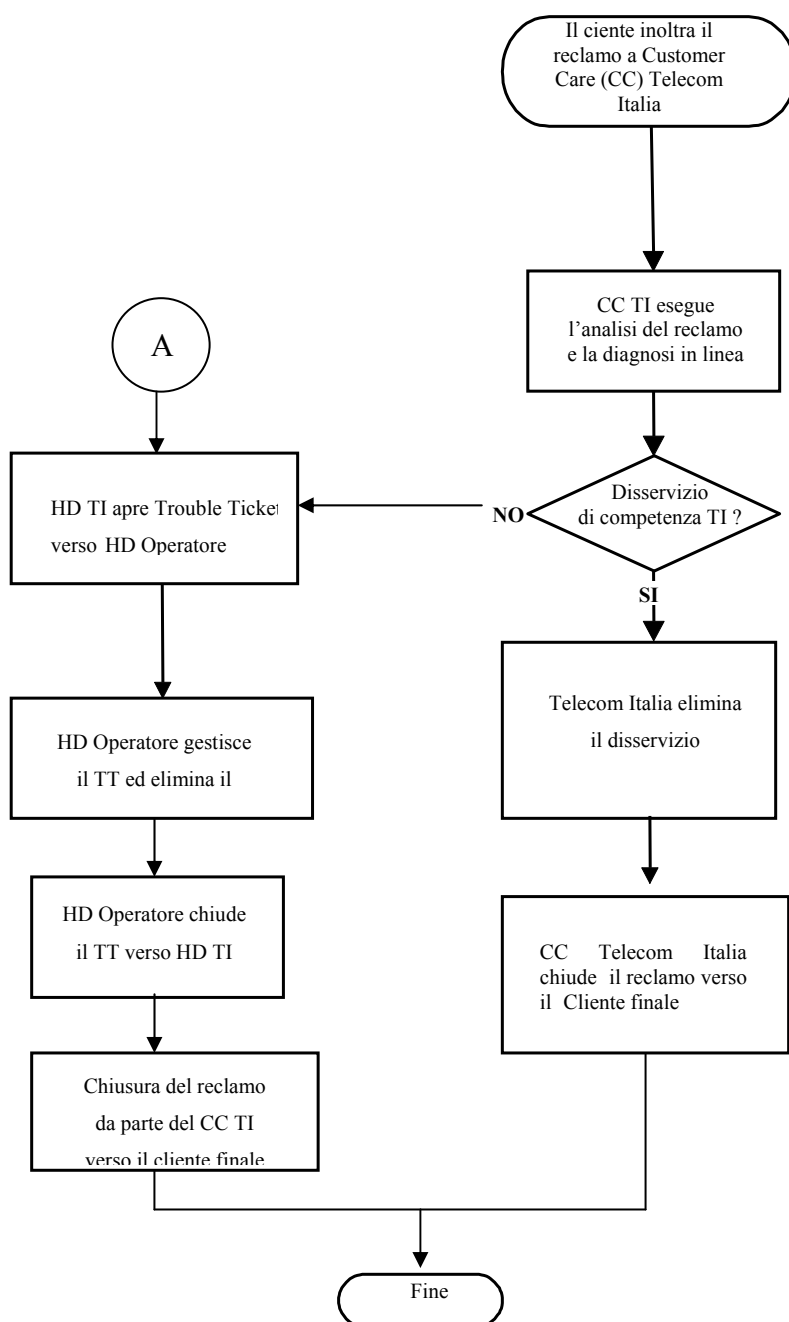 Il ciente inoltra il
reclamo a Customer
Care (CC) Telecom
Italia
CC TI esegue
l'analisi del reclamo
e la diagnosi in linea
A
Disservizio
di competenza TI ?
NO
SI
HD TI apre Trouble Ticket
verso HD Operatore
Telecom Italia elimina
il disservizio
HD Operatore gestisce
il TT ed elimina il
HD Operatore chiude
il TT verso HD TI
CC Telecom Italia
chiude il reclamo verso
il Cliente finale
Chiusura del reclamo
da parte del CC TI
verso il cliente finale
Fine